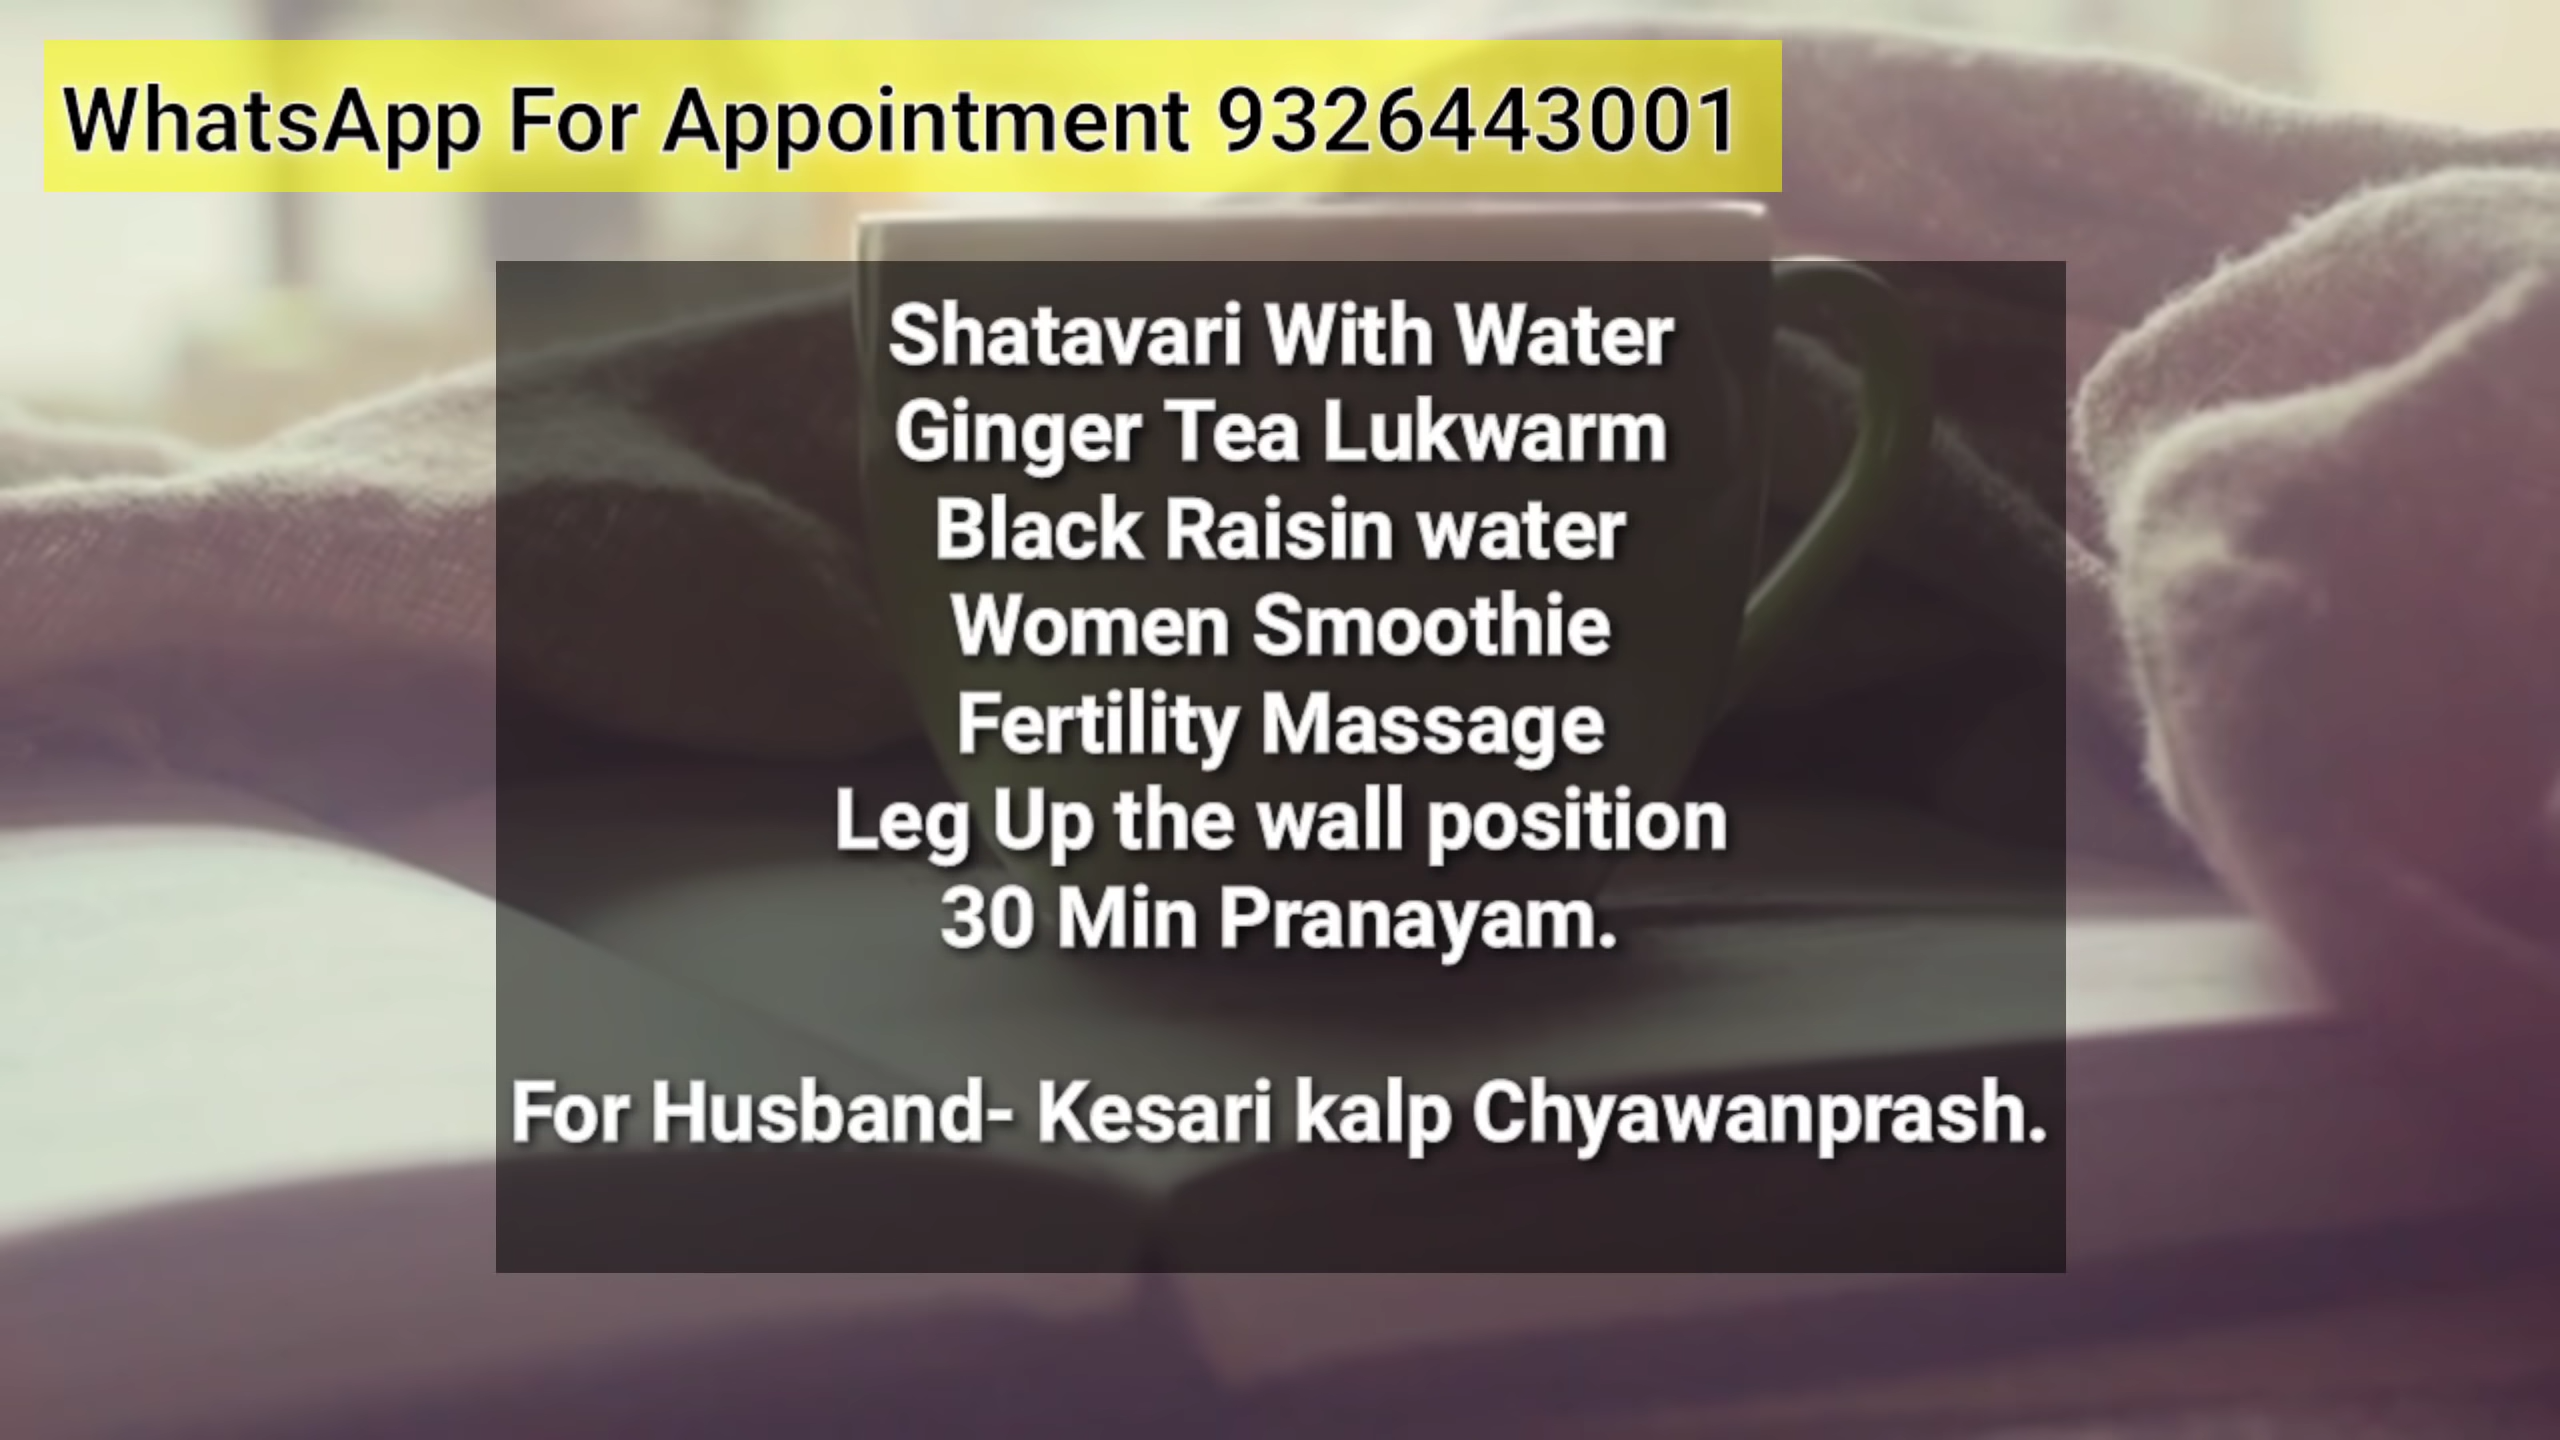 WhatsApp For Appointment 9326443001
Shatavari With Water
Ginger Tea Lukwarm
Black Raisin water
Women Smoothie
Fertility Massage
Leg Up the wall position
30 Min Pranayam.
For Husband- Kesari kalp Chyawanprash.